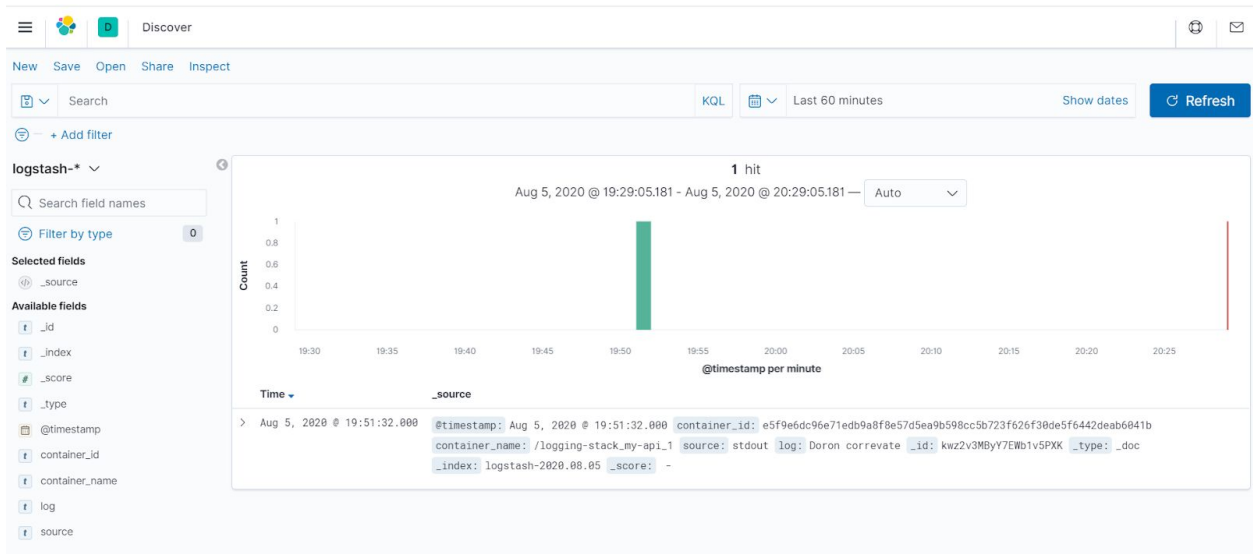 D Discover
New Save Open Share Inspect
Search KQL Last 60 minutes Show dates Refresh
+ Add filter
logstash-*
Search field names
Filter by type 0
Selected fields
_source
Available fields
t _id
t _index
# _score
t _type
@timestamp
t container_id
t container_name
t log
t source
1 hit
Aug 5, 2020 @ 19:29:05.181 - Aug 5, 2020 @ 20:29:05.181 — Auto
Count
1
0.8
0.6
0.4
0.2
0
19:30 19:35 19:40 19:45 19:50 19:55 20:00 20:05 20:10 20:15 20:20 20:25
@timestamp per minute
Time _source
Aug 5, 2020 @ 19:51:32.000 @timestamp: Aug 5, 2020 @ 19:51:32.000 container_id: e5f9e6dc96e71edb9a8f8e57d5ea9b598cc5b723f626f30de5f6442deab6041b
container_name: /logging-stack_my-api_1 source: stdout log: Doron correvate _id: kwz2v3MByY7EWb1v5PXK _type: _doc
_index: logstash-2020.08.05 _score: -